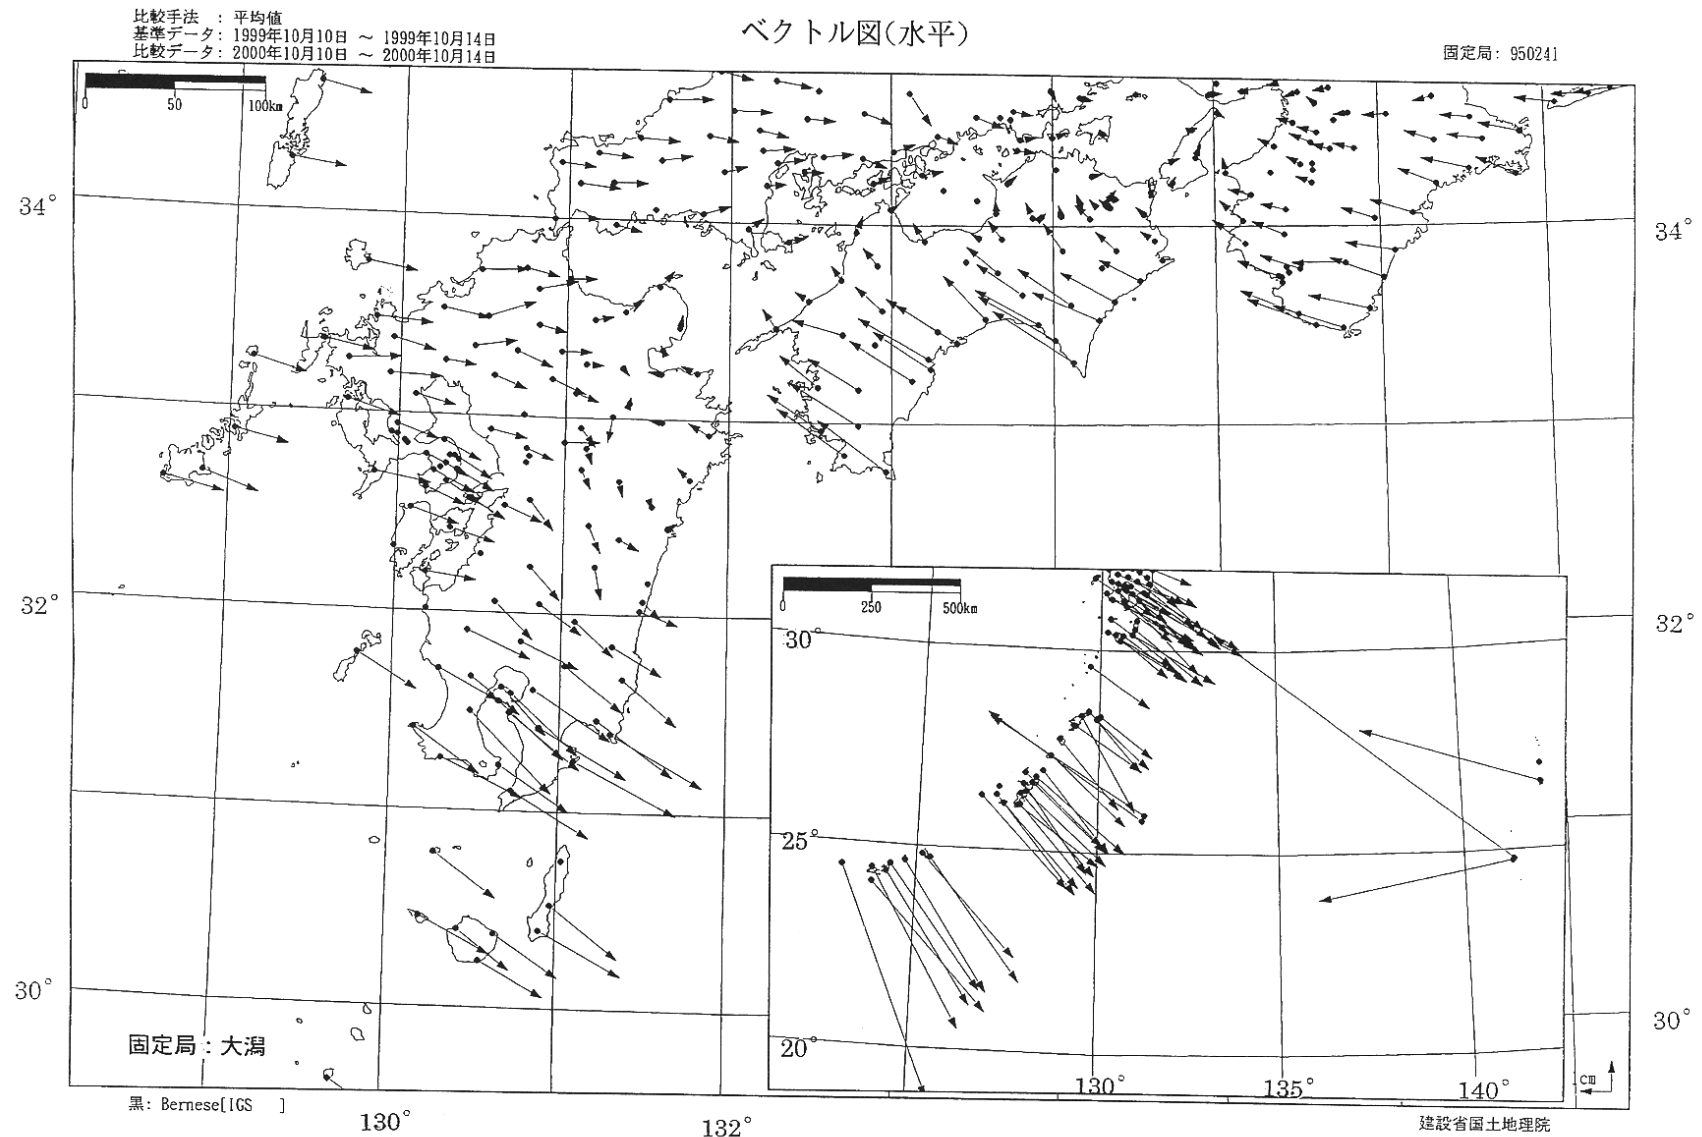 比較手法 : 平均値
基準データ: 1999年10月10日 ～ 1999年10月14日
比較データ: 2000年10月10日 ～ 2000年10月14日
ベクトル図(水平)
固定局: 950241
0 50 100km
34° 34°
0 250 500km
32° 32°
30°
25°
30° 30°
固定局：大潟
20°
cm
130° 135° 140°
黒: Bernese[IGS ]
130° 132°
建設省国土地理院